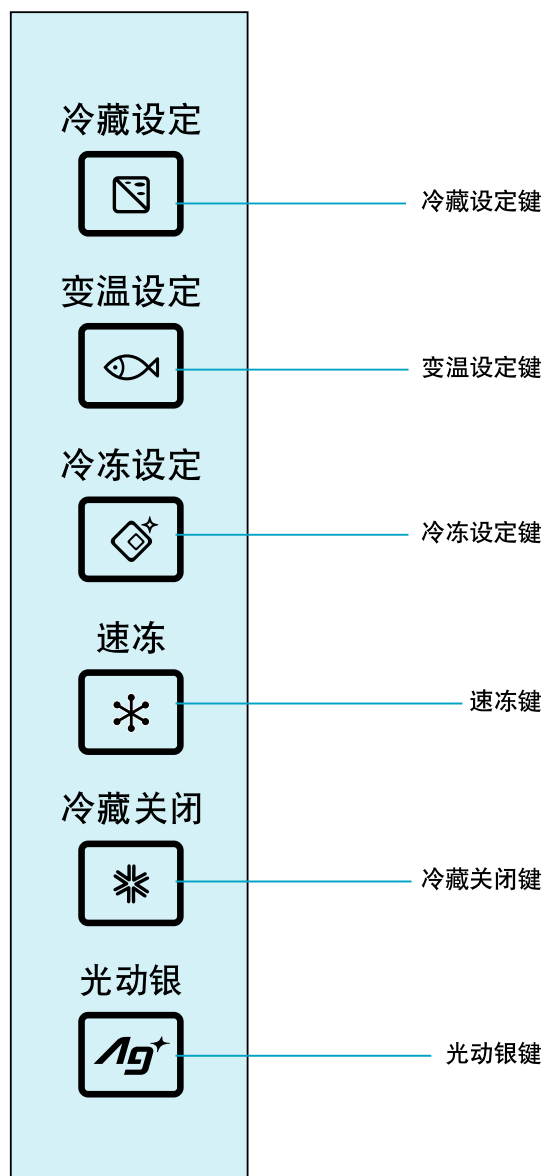 冷藏设定
冷藏设定键
变温设定
变温设定键
冷冻设定
冷冻设定键
速冻
速冻键
冷藏关闭
冷藏关闭键
光动银
Ag
光动银键